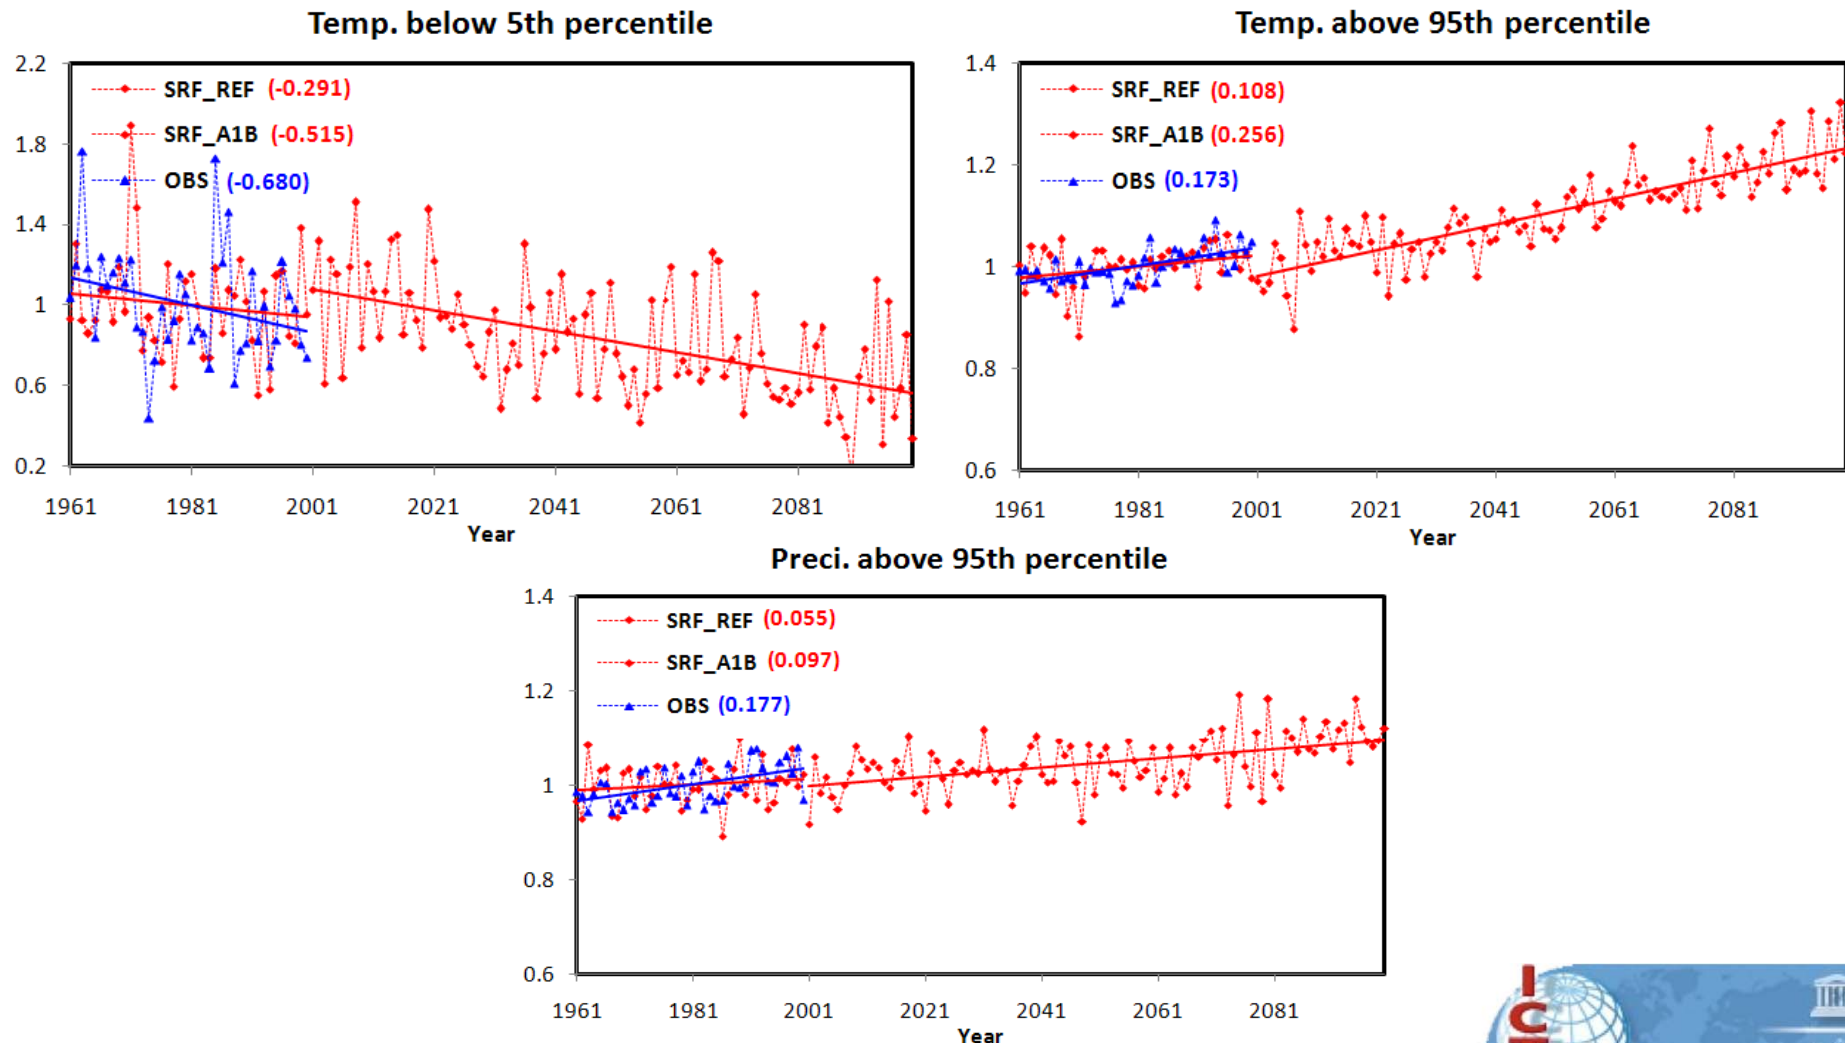 Temp. below 5th percentile
2.2
1.8
1.4
1
0.6
0.2
SRF_REF (-0.291)
SRF_A1B (-0.515)
OBS (-0.680)
1961 1981 2001 2021 2041 2061 2081
Year
Temp. above 95th percentile
1.4
1.2
1
0.8
0.6
SRF_REF (0.108)
SRF_A1B (0.256)
OBS (0.173)
1961 1981 2001 2021 2041 2061 2081
Year
Preci. above 95th percentile
1.4
1.2
1
0.8
0.6
SRF_REF (0.055)
SRF_A1B (0.097)
OBS (0.177)
1961 1981 2001 2021 2041 2061 2081
Year
I
C